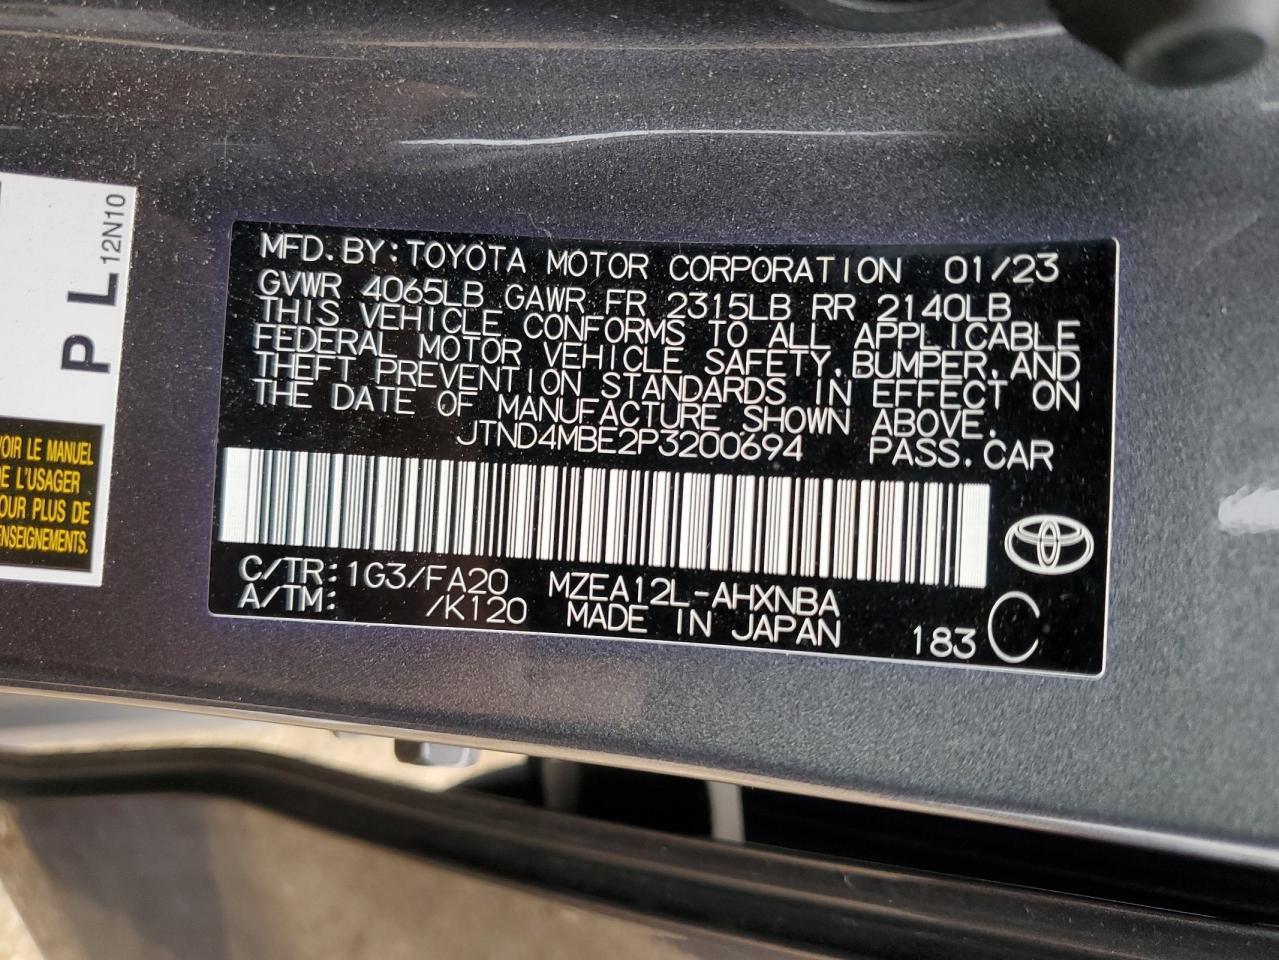 P L 12N10
VOIR LE MANUEL
DE L'USAGER
POUR PLUS DE
RENSEIGNEMENTS.
MFD. BY: TOYOTA MOTOR CORPORATION 01/23
GVWR 4065LB GAWR FR 2315LB RR 2140LB
THIS VEHICLE CONFORMS TO ALL APPLICABLE
FEDERAL MOTOR VEHICLE SAFETY, BUMPER, AND
THEFT PREVENTION STANDARDS IN EFFECT ON
THE DATE OF MANUFACTURE SHOWN ABOVE.
JTND4MBE2P3200694 PASS. CAR
C/TR: 1G3/FA20 MZEA12L-AHXNBA
A/TM: /K120 MADE IN JAPAN 183 C